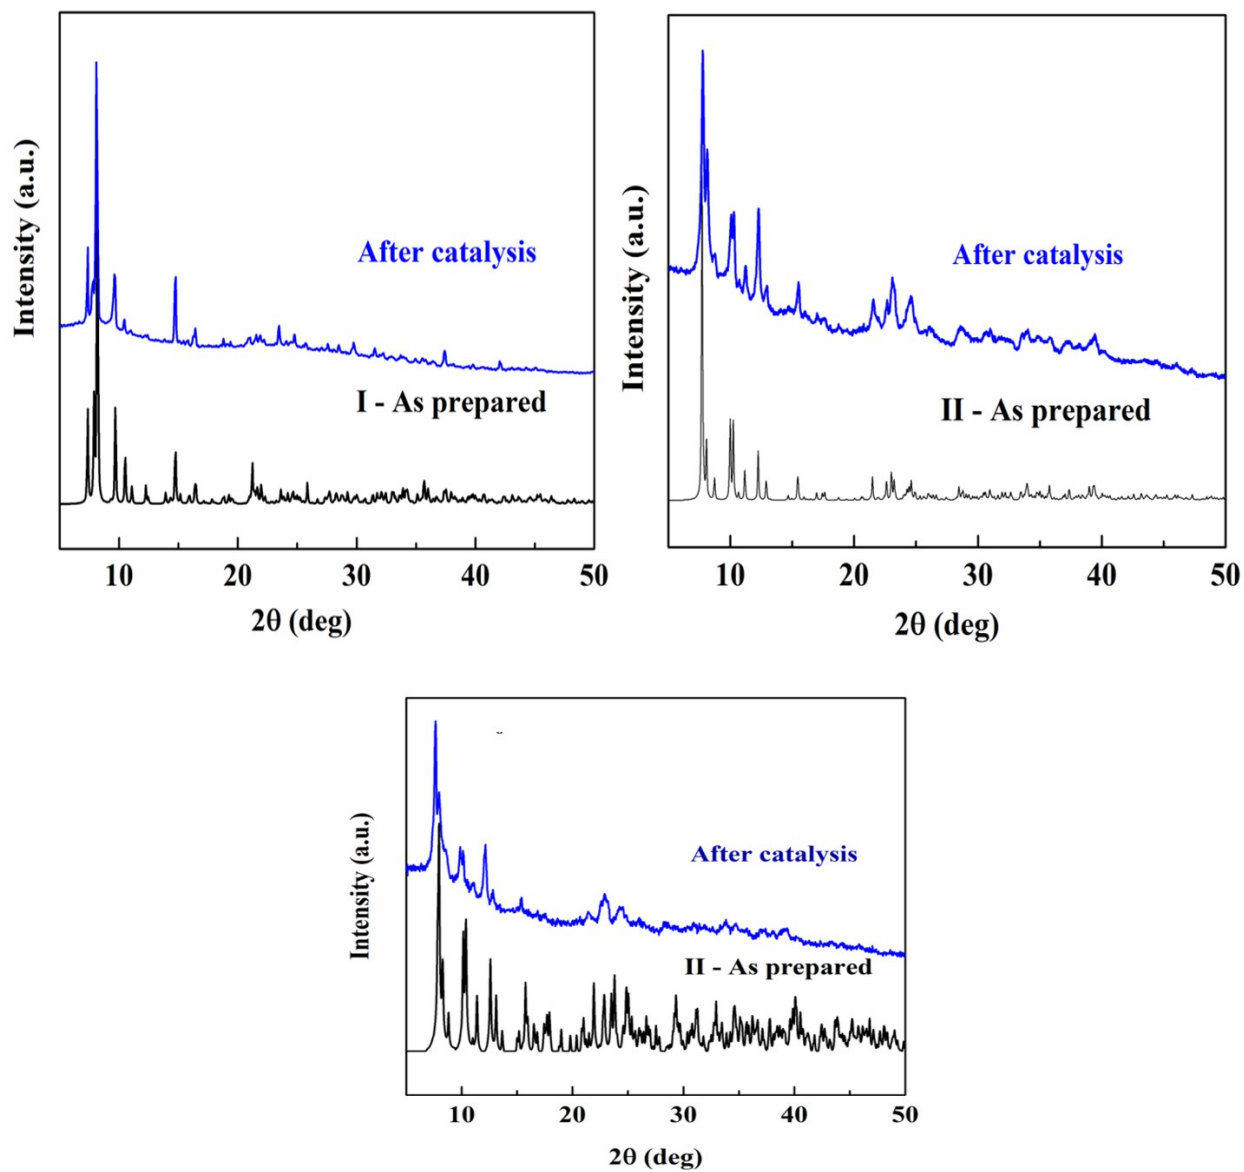 Intensity (a.u.)
After catalysis
I - As prepared
10 20 30 40 50
2θ (deg)
Intensity (a.u.)
After catalysis
II - As prepared
10 20 30 40 50
2θ (deg)
Intensity (a.u.)
After catalysis
II - As prepared
10 20 30 40 50
2θ (deg)